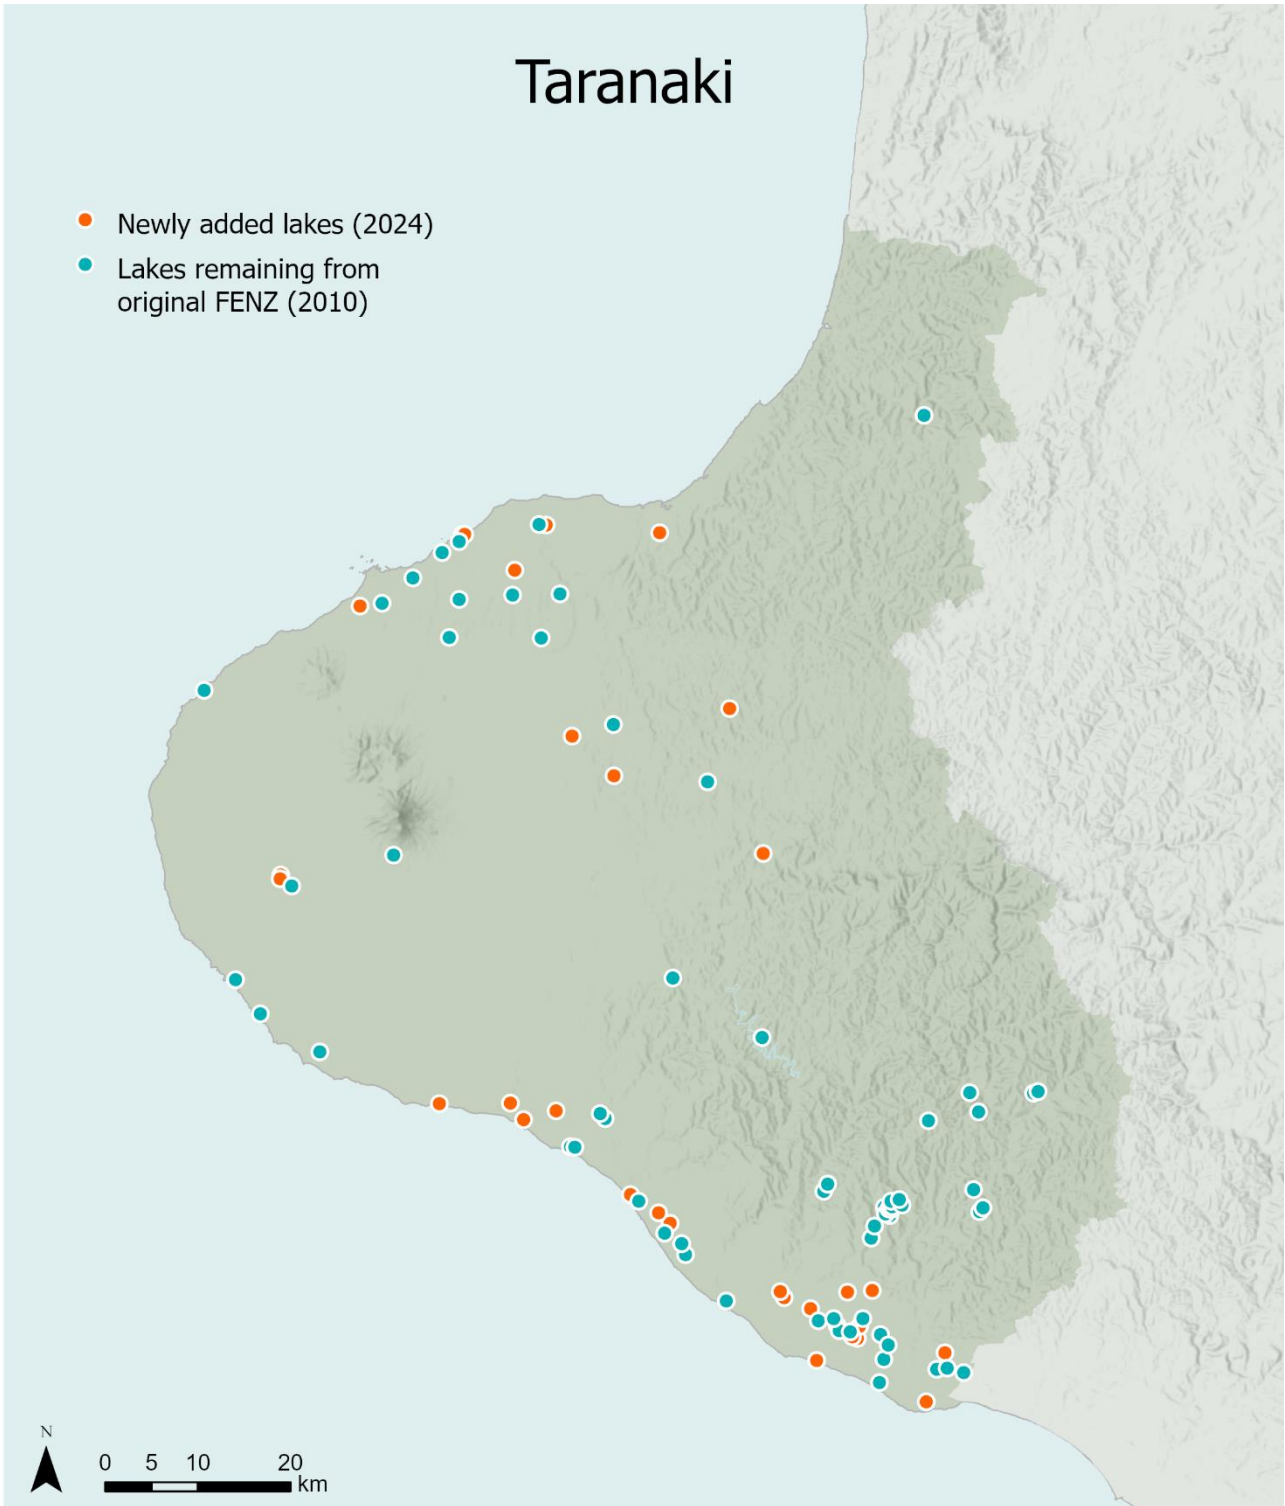 Taranaki
Newly added lakes (2024)
Lakes remaining from
original FENZ (2010)
N
0 5 10 20
km